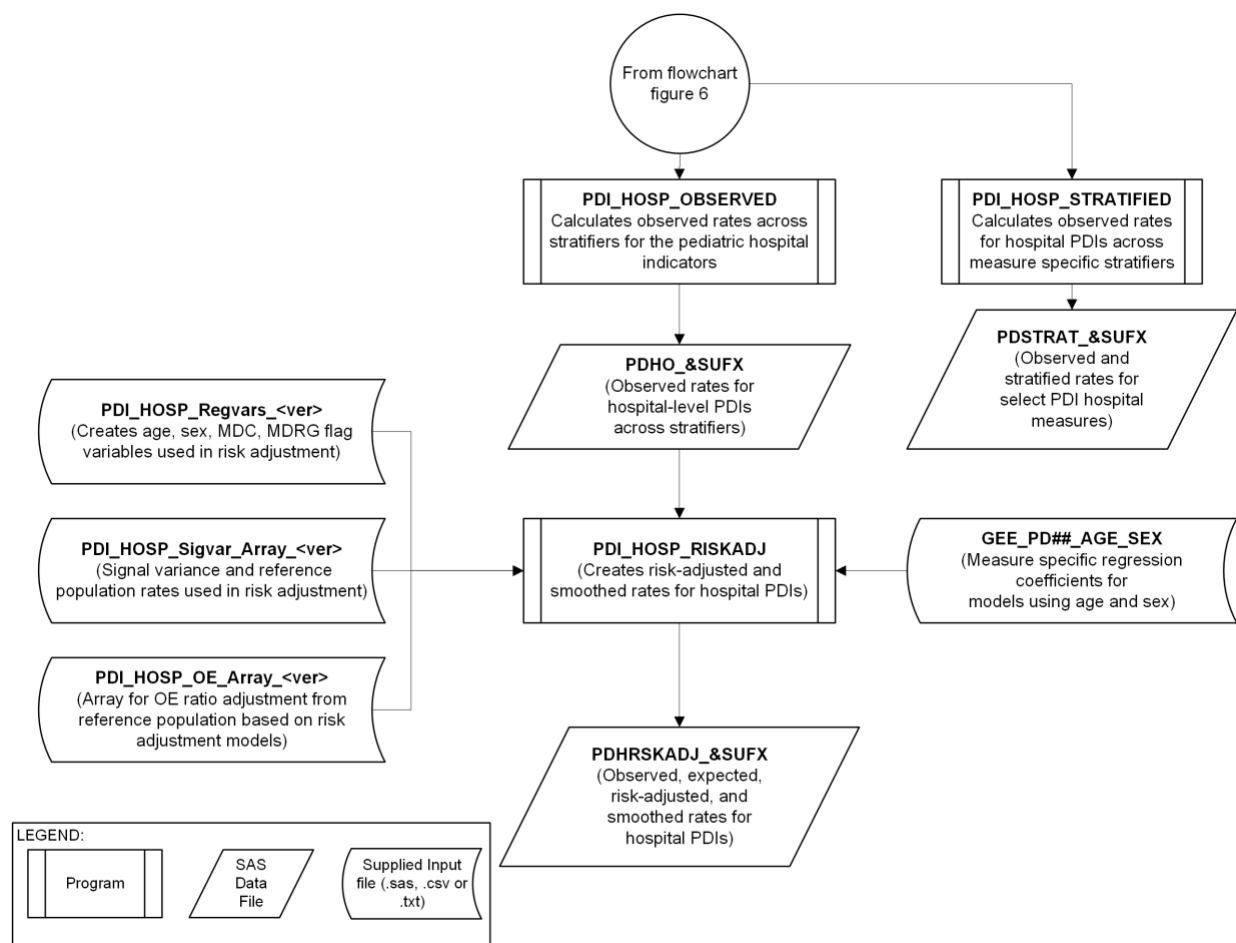 From flowchart
figure 6
PDI_HOSP_OBSERVED
Calculates observed rates across
stratifiers for the pediatric hospital
indicators
PDI_HOSP_STRATIFIED
Calculates observed rates
for hospital PDIs across
measure specific stratifiers
PDHO_&SUFX
(Observed rates for
hospital-level PDIs
across stratifiers)
PDSTRAT_&SUFX
(Observed and
stratified rates for
select PDI hospital
measures)
PDI_HOSP_Regvars_<ver>
(Creates age, sex, MDC, MDRG flag
variables used in risk adjustment)
PDI_HOSP_Sigvar_Array_<ver>
(Signal variance and reference
population rates used in risk adjustment)
PDI_HOSP_RISKADJ
(Creates risk-adjusted and
smoothed rates for hospital PDIs)
GEE_PD##_AGE_SEX
(Measure specific regression
coefficients for
models using age and sex)
PDI_HOSP_OE_Array_<ver>
(Array for OE ratio adjustment from
reference population based on risk
adjustment models)
PDHRSKADJ_&SUFX
(Observed, expected,
risk-adjusted, and
smoothed rates for
hospital PDIs)
LEGEND:
Program
SAS
Data
File
Supplied Input
file (.sas, .csv or
.txt)